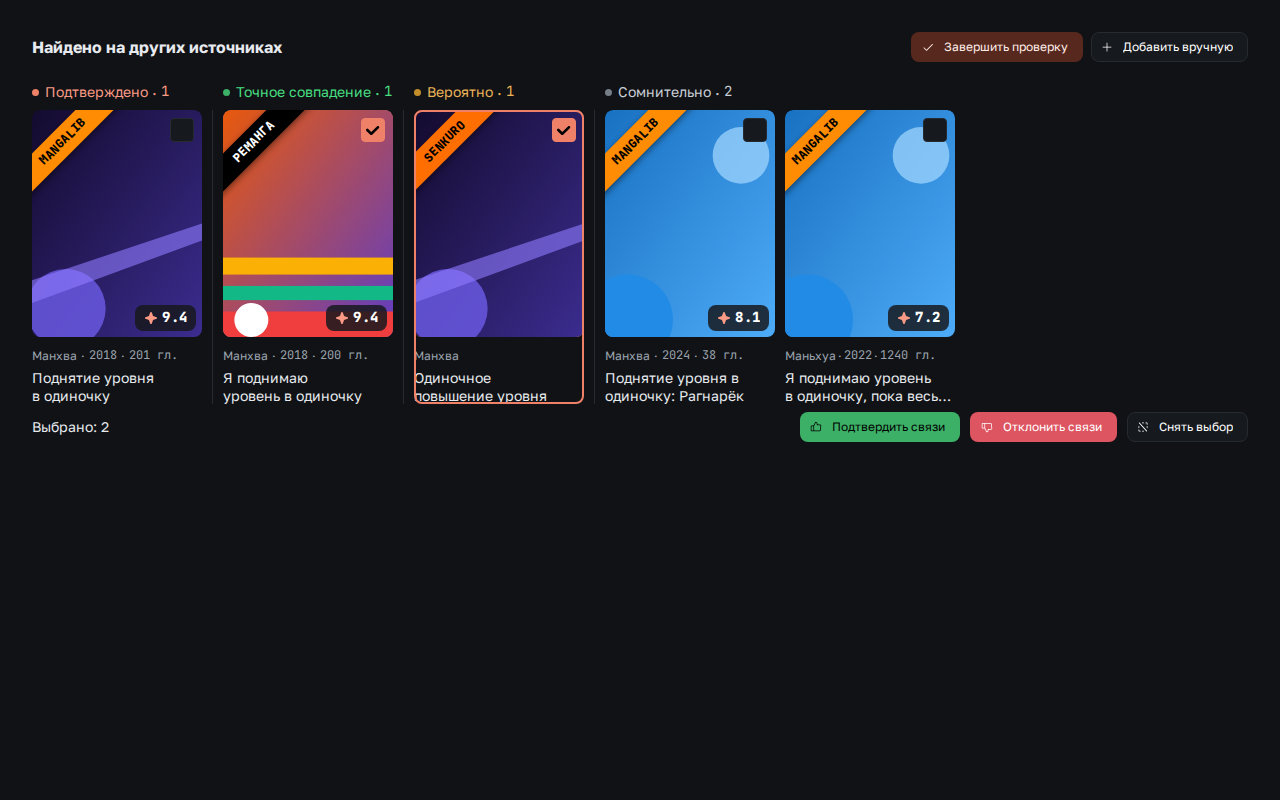 Найдено на других источниках
Завершить проверку
Добавить вручную
Подтверждено · 1
Точное совпадение · 1
Вероятно · 1
Сомнительно · 2
MANGALIB
РЕМАНГА
SENKURO
MANGALIB
MANGALIB
9.4
9.4
8.1
7.2
Манхва · 2018 · 201 гл.
Поднятие уровня
в одиночку
Манхва · 2018 · 200 гл.
Я поднимаю
уровень в одиночку
Манхва
Одиночное
повышение уровня
Манхва · 2024 · 38 гл.
Поднятие уровня в
одиночку: Рагнарёк
Маньхуа · 2022 · 1240 гл.
Я поднимаю уровень
в одиночку, пока весь...
Выбрано: 2
Подтвердить связи
Отклонить связи
Снять выбор